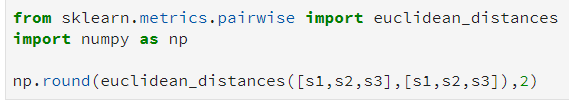 from sklearn.metrics.pairwise import euclidean_distances
import numpy as np
np.round(euclidean_distances([s1,s2,s3],[s1,s2,s3]),2)